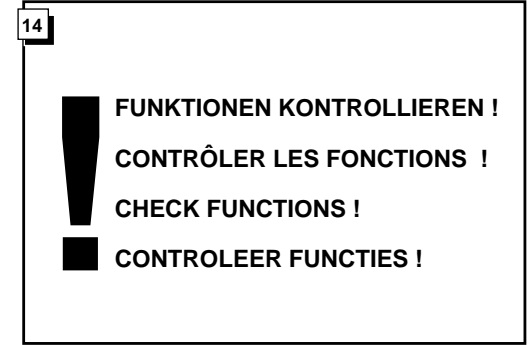 14
! FUNKTIONEN KONTROLLIEREN !
CONTRÔLER LES FONCTIONS !
CHECK FUNCTIONS !
CONTROLEER FUNCTIES !